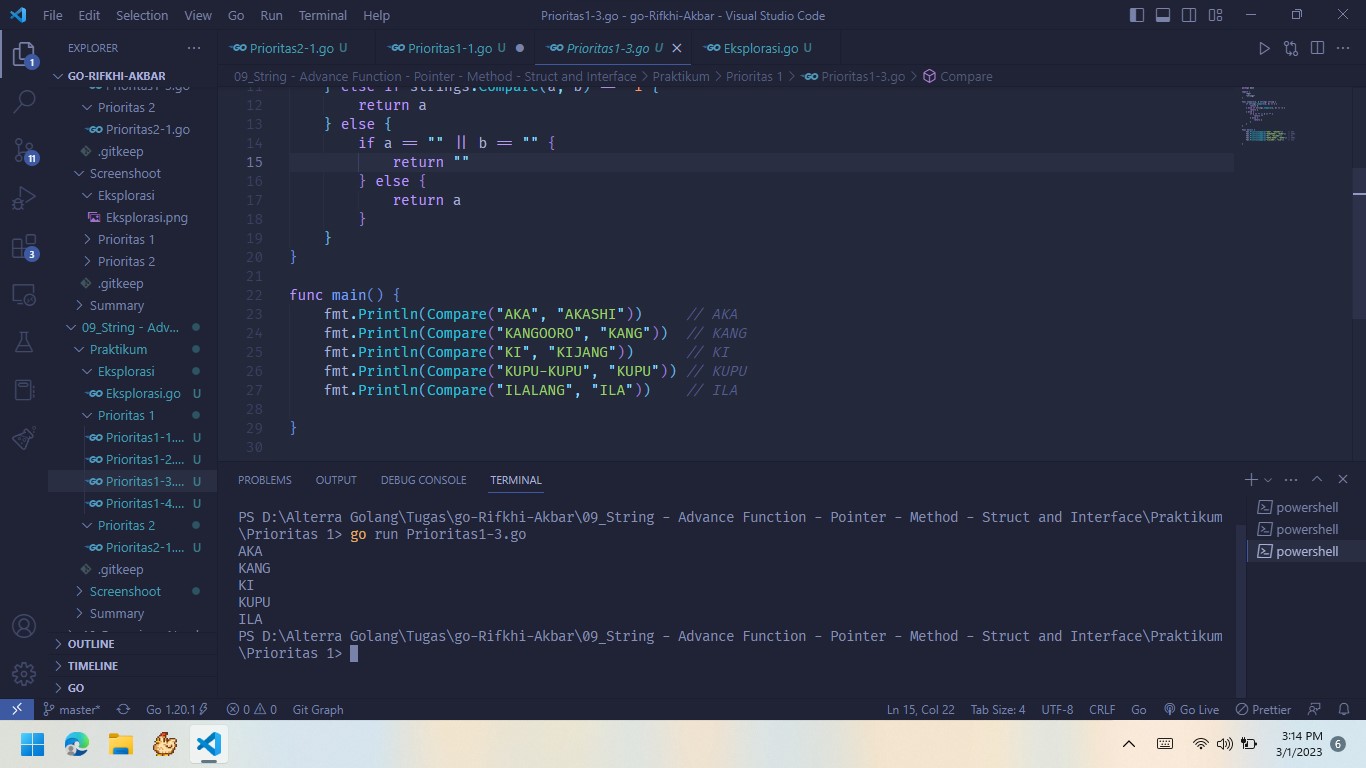 File Edit Selection View Go Run Terminal Help
Prioritas1-3.go - go-Rifkhi-Akbar - Visual Studio Code
EXPLORER
Prioritas2-1.go U
Prioritas1-1.go U
Prioritas1-3.go U
Eksplorasi.go U
09_String - Advance Function - Pointer - Method - Struct and Interface > Praktikum > Prioritas 1 > Prioritas1-3.go > Compare
1
11
3
GO-RIFKHI-AKBAR
Prioritas 2
Prioritas2-1.go
.gitkeep
Screenshoot
Eksplorasi
Eksplorasi.png
Prioritas 1
Prioritas 2
.gitkeep
Summary
09_String - Adv...
Praktikum
Eksplorasi
Eksplorasi.go U
Prioritas 1
Prioritas1-1.... U
Prioritas1-2.... U
Prioritas1-3.... U
Prioritas1-4.... U
Prioritas 2
Prioritas2-1.... U
.gitkeep
Screenshoot
Summary
OUTLINE
TIMELINE
GO
11 } else if strings.Compare(a, b) == -1 {
12 return a
13 } else {
14 if a == "" || b == "" {
15 return ""
16 } else {
17 return a
18 }
19 }
20 }
21
22 func main() {
23 fmt.Println(Compare("AKA", "AKASHI")) // AKA
24 fmt.Println(Compare("KANGOORO", "KANG")) // KANG
25 fmt.Println(Compare("KI", "KIJANG")) // KI
26 fmt.Println(Compare("KUPU-KUPU", "KUPU")) // KUPU
27 fmt.Println(Compare("ILALANG", "ILA")) // ILA
28
29 }
30
PROBLEMS OUTPUT DEBUG CONSOLE TERMINAL
PS D:\Alterra Golang\Tugas\go-Rifkhi-Akbar\09_String - Advance Function - Pointer - Method - Struct and Interface\Praktikum
\Prioritas 1> go run Prioritas1-3.go
AKA
KANG
KI
KUPU
ILA
PS D:\Alterra Golang\Tugas\go-Rifkhi-Akbar\09_String - Advance Function - Pointer - Method - Struct and Interface\Praktikum
\Prioritas 1>
powershell
powershell
powershell
master* Go 1.20.1 0 0 Git Graph
Ln 15, Col 22 Tab Size: 4 UTF-8 CRLF Go Go Live Prettier
3:14 PM
3/1/2023
6